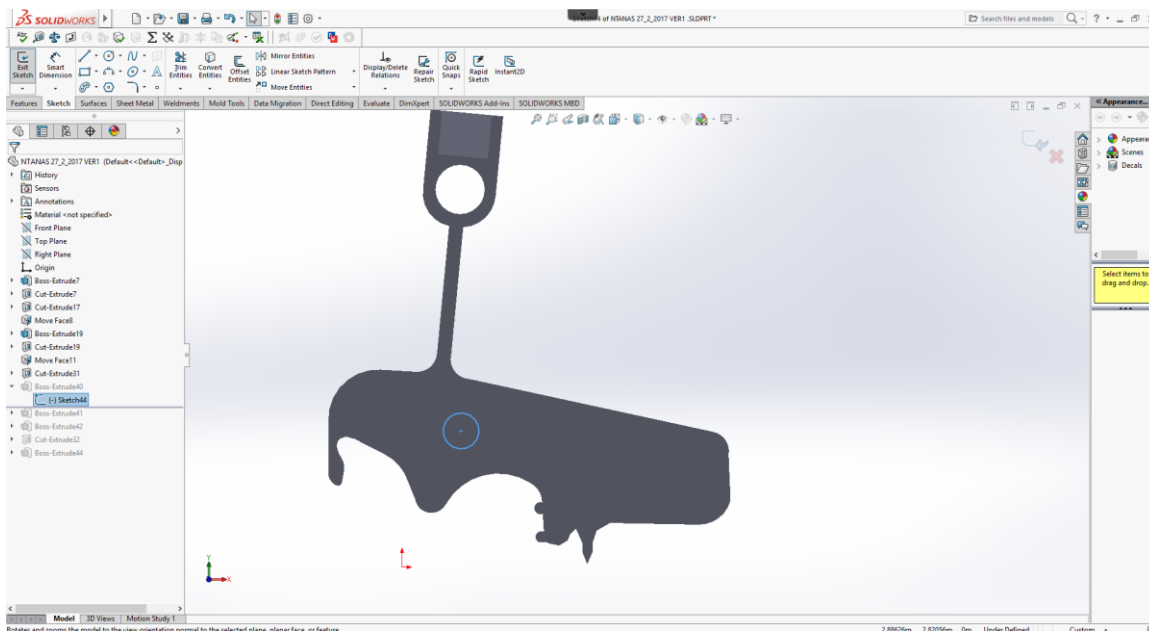 SOLIDWORKS
of NTANAS 27_2_2017 VER1 .SLDPRT *
Search files and models
Exit Sketch
Smart Dimension
Trim Entities
Convert Entities
Offset Entities
Mirror Entities
Linear Sketch Pattern
Move Entities
Display/Delete Relations
Repair Sketch
Quick Snaps
Rapid Sketch
Instant2D
Features Sketch Surfaces Sheet Metal Weldments Mold Tools Data Migration Direct Editing Evaluate DimXpert SOLIDWORKS Add-Ins SOLIDWORKS MBD
NTANAS 27_2_2017 VER1 (Default<<Default>_Disp
History
Sensors
Annotations
Material <not specified>
Front Plane
Top Plane
Right Plane
Origin
Boss-Extrude7
Cut-Extrude7
Cut-Extrude17
Move Face8
Boss-Extrude19
Cut-Extrude19
Move Face11
Cut-Extrude31
Boss-Extrude40
(-) Sketch44
Boss-Extrude41
Boss-Extrude42
Cut-Extrude32
Boss-Extrude44
Y
X
Appearance...
Appeara
Scenes
Decals
Select items to
drag and drop.
Model 3D Views Motion Study 1
Rotates and zooms the model to the view orientation normal to the selected plane, planar face, or feature.
2.88626m 2.82056m 0m Under Defined Custom